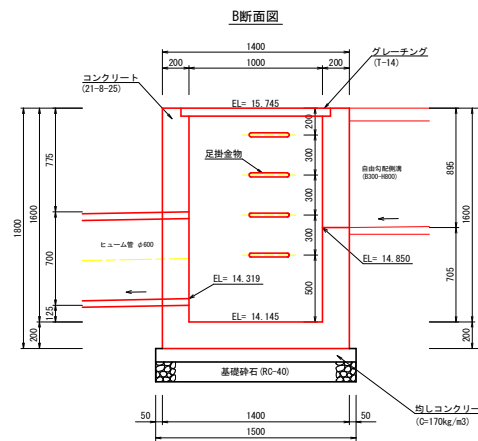 B断面図
1400
200
1000
200
コンクリート
(21-8-25)
グレーチング
(T-14)
EL= 15.745
200
775
300
足掛金物
自由勾配側溝
(B300-H800)
895
300
1800
1600
1600
300
ヒューム管 φ600
700
EL= 14.850
EL= 14.319
500
705
125
EL= 14.145
200
200
基礎砕石(RC-40)
均しコンクリー
(C=170kg/m3)
50
1400
50
1500